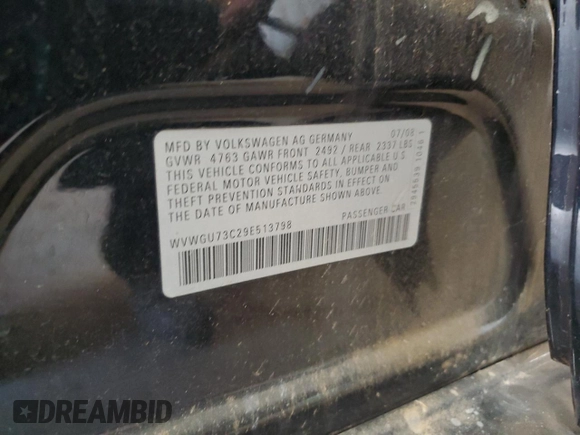 MFD BY VOLKSWAGEN AG GERMANY 07/08
GVWR 4763 GAWR FRONT 2492 / REAR 2337 LBS
THIS VEHICLE CONFORMS TO ALL APPLICABLE U.S.
FEDERAL MOTOR VEHICLE SAFETY, BUMPER AND
THEFT PREVENTION STANDARDS IN EFFECT ON
THE DATE OF MANUFACTURE SHOWN ABOVE.
WVWGU73C29E513798 PASSENGER CAR
DREAMBID